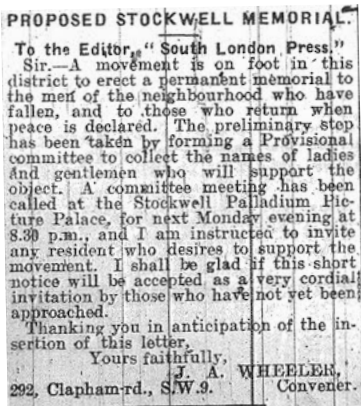 PROPOSED STOCKWELL MEMORIAL.
To the Editor, "South London Press."
Sir.—A movement is on foot in this
district to erect a permanent memorial to
the men of the neighbourhood who have
fallen, and to those who return when
peace is declared. The preliminary step
has been taken by forming a Provisional
committee to collect the names of ladies
and gentlemen who will support the
object. A committee meeting has been
called at the Stockwell Palladium Pic-
ture Palace, for next Monday evening at
8.30 p.m., and I am instructed to invite
any resident who desires to support the
movement. I shall be glad if this short
notice will be accepted as a very cordial
invitation by those who have not yet been
approached.
Thanking you in anticipation of the in-
sertion of this letter,
Yours faithfully,
J. A. WHEELER,
292, Clapham-rd., S.W.9. Convener.